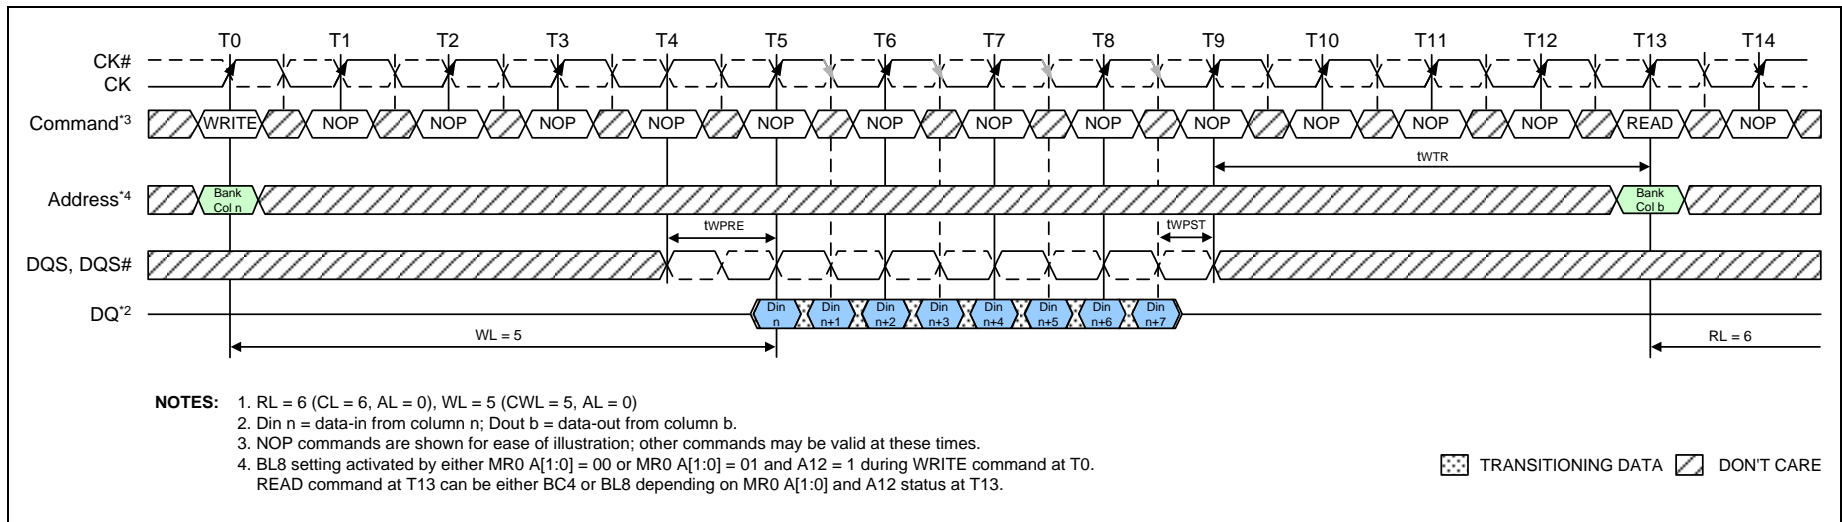 T0 T1 T2 T3 T4 T5 T6 T7 T8 T9 T10 T11 T12 T13 T14
CK#
CK
Command*3 WRITE NOP NOP NOP NOP NOP NOP NOP NOP NOP NOP NOP NOP READ NOP
tWTR
Address*4 Bank Col n Bank Col b
tWPRE tWPST
DQS, DQS#
DQ*2 Din n Din n+1 Din n+2 Din n+3 Din n+4 Din n+5 Din n+6 Din n+7
WL = 5 RL = 6
NOTES: 1. RL = 6 (CL = 6, AL = 0), WL = 5 (CWL = 5, AL = 0)
2. Din n = data-in from column n; Dout b = data-out from column b.
3. NOP commands are shown for ease of illustration; other commands may be valid at these times.
4. BL8 setting activated by either MR0 A[1:0] = 00 or MR0 A[1:0] = 01 and A12 = 1 during WRITE command at T0.
READ command at T13 can be either BC4 or BL8 depending on MR0 A[1:0] and A12 status at T13.
TRANSITIONING DATA DON'T CARE